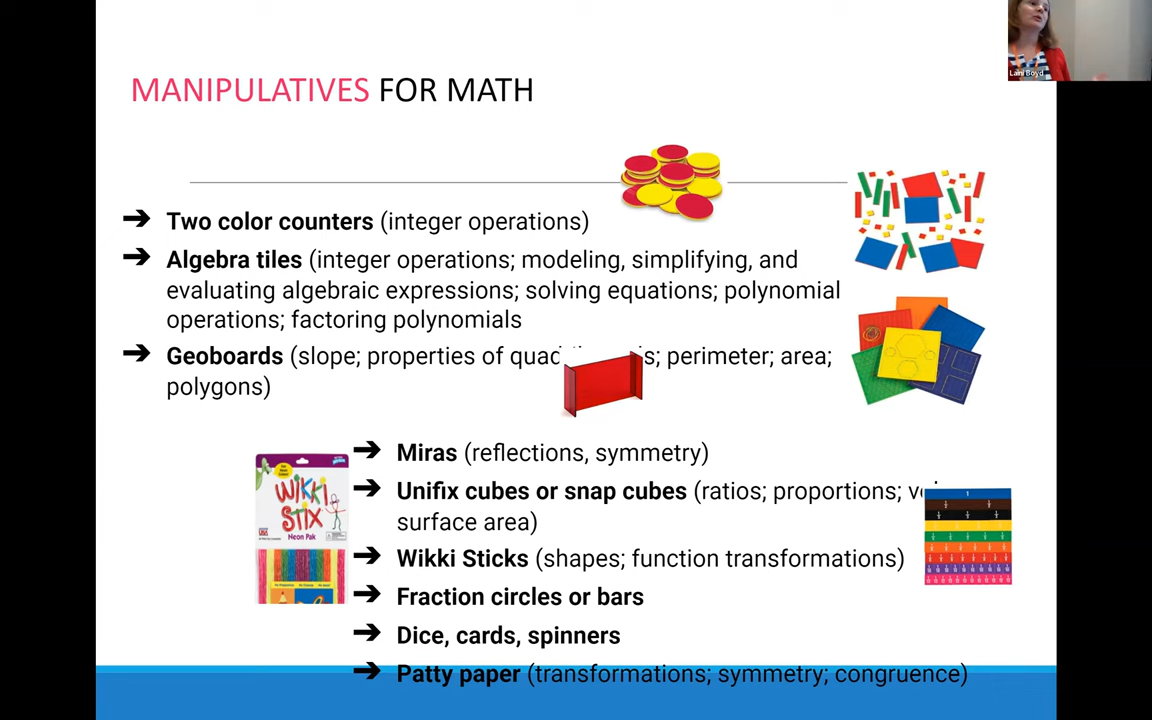 Lani Boyd
MANIPULATIVES FOR MATH
➔ Two color counters (integer operations)
➔ Algebra tiles (integer operations; modeling, simplifying, and
evaluating algebraic expressions; solving equations; polynomial
operations; factoring polynomials
➔ Geoboards (slope; properties of perimeter; area;
polygons)
➔ Miras (reflections, symmetry)
➔ Unifix cubes or snap cubes (ratios; proportions;
surface area)
➔ Wikki Sticks (shapes; function transformations)
➔ Fraction circles or bars
➔ Dice, cards, spinners
➔ Patty paper (transformations; symmetry; congruence)
WiKKi
STiX
Neon Pak
1